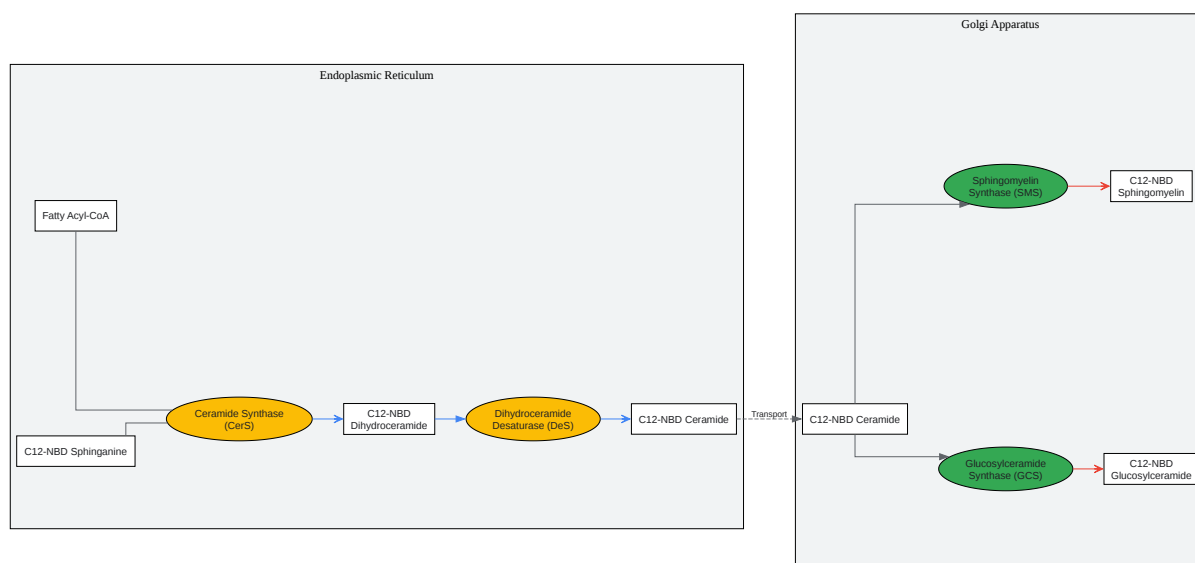 Golgi Apparatus
Endoplasmic Reticulum
Sphingomyelin
Synthase (SMS)
C12-NBD
Sphingomyelin
Fatty Acyl-CoA
Ceramide Synthase
(CerS)
C12-NBD
Dihydroceramide
Dihydroceramide
Desaturase (DeS)
C12-NBD Ceramide
Transport
C12-NBD Ceramide
C12-NBD Sphinganine
Glucosylceramide
Synthase (GCS)
C12-NBD
Glucosylceramide